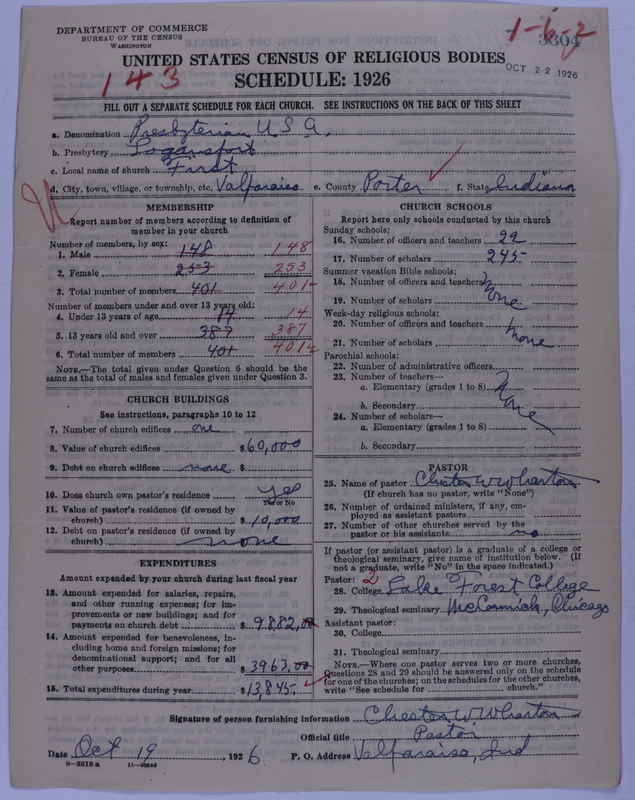 DEPARTMENT OF COMMERCE
BUREAU OF THE CENSUS
WASHINGTON
1-6-2
3304
UNITED STATES CENSUS OF RELIGIOUS BODIES
OCT 22 1926
143
SCHEDULE: 1926
FILL OUT A SEPARATE SCHEDULE FOR EACH CHURCH. SEE INSTRUCTIONS ON THE BACK OF THIS SHEET
a. Denomination Presbyterian U.S.A.
b. Presbytery Logansport
c. Local name of church First
d. City, town, village, or township, etc. Valparaiso e. County Porter f. State Indiana
MEMBERSHIP
Report number of members according to definition of
member in your church
Number of members, by sex:
1. Male 148 148
2. Female 253 253
3. Total number of members, 401 401
Number of members under and over 13 years old:
4. Under 13 years of age 14 14
5. 13 years old and over 387 387
6. Total number of members 401 401
NOTE.—The total given under Question 6 should be
same as the total of males and females given under Question 3.
CHURCH BUILDINGS
See instructions, paragraphs 10 to 12
7. Number of church edifices one
8. Value of church edifices $60,000
9. Debt on church edifices none $
10. Does church own pastor's residence Yes
Yes or No
11. Value of pastor's residence (if owned by
church) $10,000
12. Debt on pastor's residence (if owned by
church) none
EXPENDITURES
Amount expended by your church during last fiscal year
13. Amount expended for salaries, repairs,
and other running expenses; for im-
provements or new buildings; and for
payments on church debt $9882.00
14. Amount expended for benevolences, in-
cluding home and foreign missions; for
denominational support; and for all
other purposes $3963.00
15. Total expenditures during year $13,845.
CHURCH SCHOOLS
Report here only schools conducted by this church
Sunday schools:
16. Number of officers and teachers 22
17. Number of scholars 245
Summer vacation Bible schools:
18. Number of officers and teachers
19. Number of scholars None
Week-day religious schools:
20. Number of officers and teachers
21. Number of scholars None
Parochial schools:
22. Number of administrative officers
23. Number of teachers—
a. Elementary (grades 1 to 8)
b. Secondary None
24. Number of scholars—
a. Elementary (grades 1 to 8)
b. Secondary
PASTOR
25. Name of pastor Chester W Wharton
(If church has no pastor, write "None")
26. Number of ordained ministers, if any, em-
ployed as assistant pastors
27. Number of other churches served by the
pastor or his assistants no
If pastor (or assistant pastor) is a graduate of a college or
theological seminary, give name of institution below. (If
not a graduate, write "No" in the space indicated.)
Pastor: 2
28. College Lake Forest College
29. Theological seminary McCormick, Chicago
Assistant pastor:
30. College
31. Theological seminary
NOTE.—Where one pastor serves two or more churches,
Questions 28 and 29 should be answered only on the schedule
for one of the churches; on the schedules for the other churches,
write "See schedule for church."
Signature of person furnishing information Chester W Wharton
Official title Pastor
Date Oct 19 1926 P. O. Address Valparaiso, Ind
8-5518a